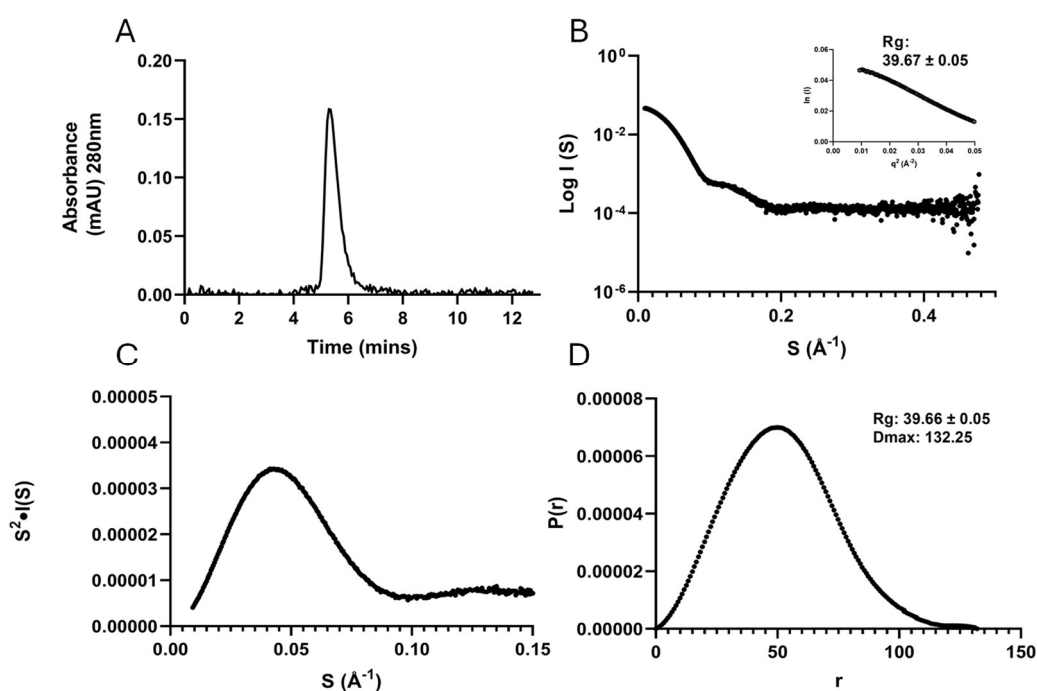 A
0.20
0.15
0.10
0.05
0.00
Absorbance
(mAU) 280nm
0 2 4 6 8 10 12
Time (mins)
B
10^0
10^-2
10^-4
10^-6
Log I (S)
0.0 0.2 0.4
S (Å^-1)
Rg:
39.67 ± 0.05
0.06
0.04
0.02
0.00
ln (I)
0.00 0.01 0.02 0.03 0.04 0.05
q^2 (Å^-2)
C
0.00005
0.00004
0.00003
0.00002
0.00001
0.00000
S^2•I(S)
0.00 0.05 0.10 0.15
S (Å^-1)
D
0.00008
0.00006
0.00004
0.00002
0.00000
P(r)
Rg: 39.66 ± 0.05
Dmax: 132.25
0 50 100 150
r